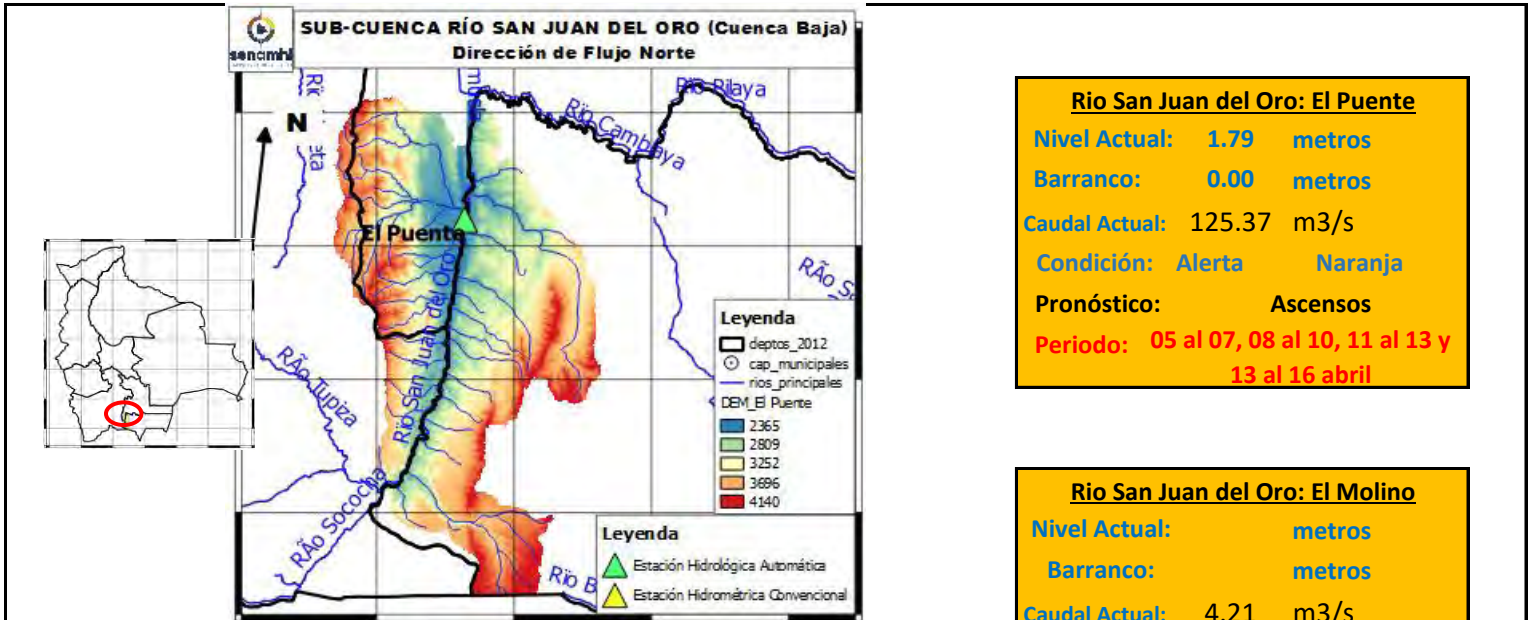 senamhi
SUB-CUENCA RÍO SAN JUAN DEL ORO (Cuenca Baja)
Dirección de Flujo Norte
N
Río Pilaya
Río Camblaya
El Puente
Río San Juan del Oro
RÃo Tupiza
RÃo Sococha
RÃo S
Río B
Leyenda
deptos_2012
cap_municipales
rios_principales
DEM_El Puente
2365
2809
3252
3696
4140
Leyenda
Estación Hidrológica Automática
Estación Hidrométrica Convencional
Rio San Juan del Oro: El Puente
Nivel Actual: 1.79 metros
Barranco: 0.00 metros
Caudal Actual: 125.37 m3/s
Condición: Alerta Naranja
Pronóstico: Ascensos
Periodo: 05 al 07, 08 al 10, 11 al 13 y
13 al 16 abril
Rio San Juan del Oro: El Molino
Nivel Actual: metros
Barranco: metros
Caudal Actual: 4.21 m3/s